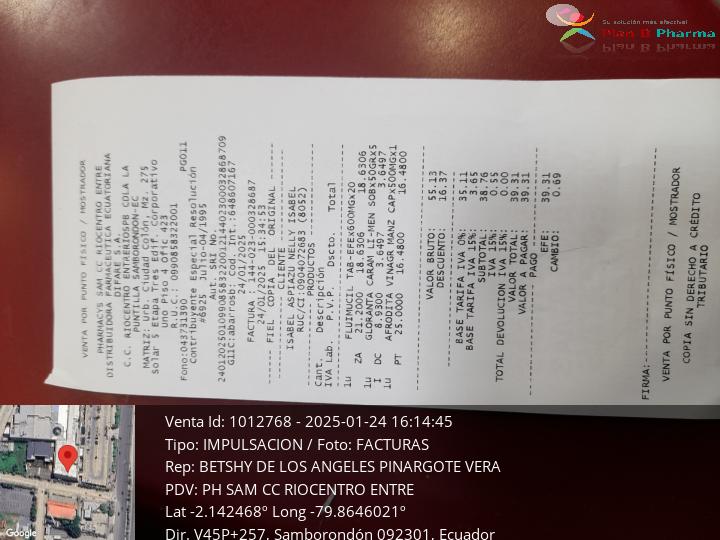 Su solución más efectiva!
Plan B Pharma
VENTA POR PUNTO FÍSICO / MOSTRADOR
PHARMACYS SAM CC RIOCENTRO ENTRE
DISTRIBUIDORA FARMACEUTICA ECUATORIANA
DIFARE S.A.
C.C. RIOCENTRO ENTRERIOSPB COLA LA
PUNTILLA SAMBORONDON-EC
MATRIZ: Urb. Ciudad Colón Mz. 275
Solar 5 Etapa Tres Edif. Corporativo
Uno Piso 4 Ofic 423
R.U.C.: 0990858322001
Fono:043731390 PG011
Contribuyente Especial Resolución
#6925 Julio-04/1995
Aut. SRI No.
G11c:abarrosb: Cod. Int.:648607167
24/01/2025
FACTURA : 144-023-000328687
24/01/2025 15:34:53
------ FIEL COPIA DEL ORIGINAL ------
CLIENTE
ISABEL ASPIAZU NELLY ISABEL
RUC/CI:0904072683 (8052)
PRODUCTOS
Cant. Descripción
IVA Lab. P.V.P. Dscto. Total
1u FLUIMUCIL TAB-EFEx600MGx20
ZA 21.2000 18.6306 18.6306
1u GLORANTA CARAM LI-MEN SOBx50GRx5
I DC 8.9300 3.6497 3.6497
1u AFRODITA VINAGR MANZ CAPx500MGx1
PT 25.0000 16.4800 16.4800
VALOR BRUTO: 55.13
DESCUENTO: 16.37
BASE TARIFA IVA 0%: 35.11
BASE TARIFA IVA 15%: 3.65
SUBTOTAL: 38.76
IVA 15%: 0.55
TOTAL DEVOLUCION IVA 15%: 0.00
VALOR TOTAL: 39.31
VALOR A PAGAR: 39.31
PAGO
EFE: 39.31
CAMBIO: 0.69
FIRMA:
VENTA POR PUNTO FÍSICO / MOSTRADOR
COPIA SIN DERECHO A CRÉDITO
TRIBUTARIO
Venta Id: 1012768 - 2025-01-24 16:14:45
Tipo: IMPULSACION / Foto: FACTURAS
Rep: BETSHY DE LOS ANGELES PINARGOTE VERA
PDV: PH SAM CC RIOCENTRO ENTRE
Lat -2.142468° Long -79.8646021°
Dir. V45P+257, Samborondón 092301, Ecuador
Google